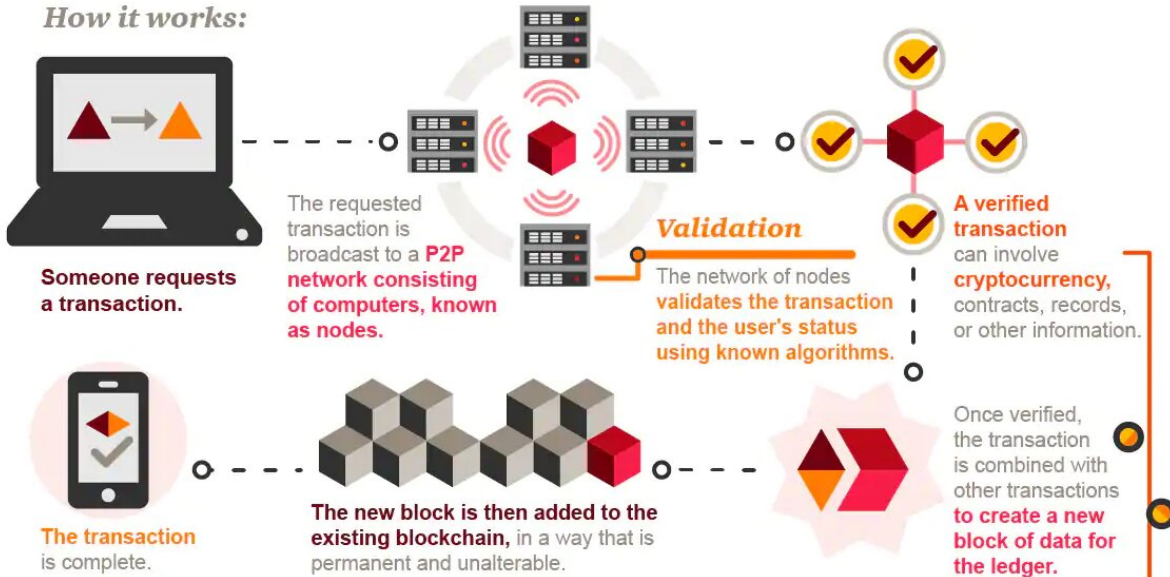 How it works:
Someone requests
a transaction.
The requested
transaction is
broadcast to a P2P
network consisting
of computers, known
as nodes.
Validation
The network of nodes
validates the transaction
and the user's status
using known algorithms.
A verified
transaction
can involve
cryptocurrency,
contracts, records,
or other information.
Once verified,
the transaction
is combined with
other transactions
to create a new
block of data for
the ledger.
The new block is then added to the
existing blockchain, in a way that is
permanent and unalterable.
The transaction
is complete.